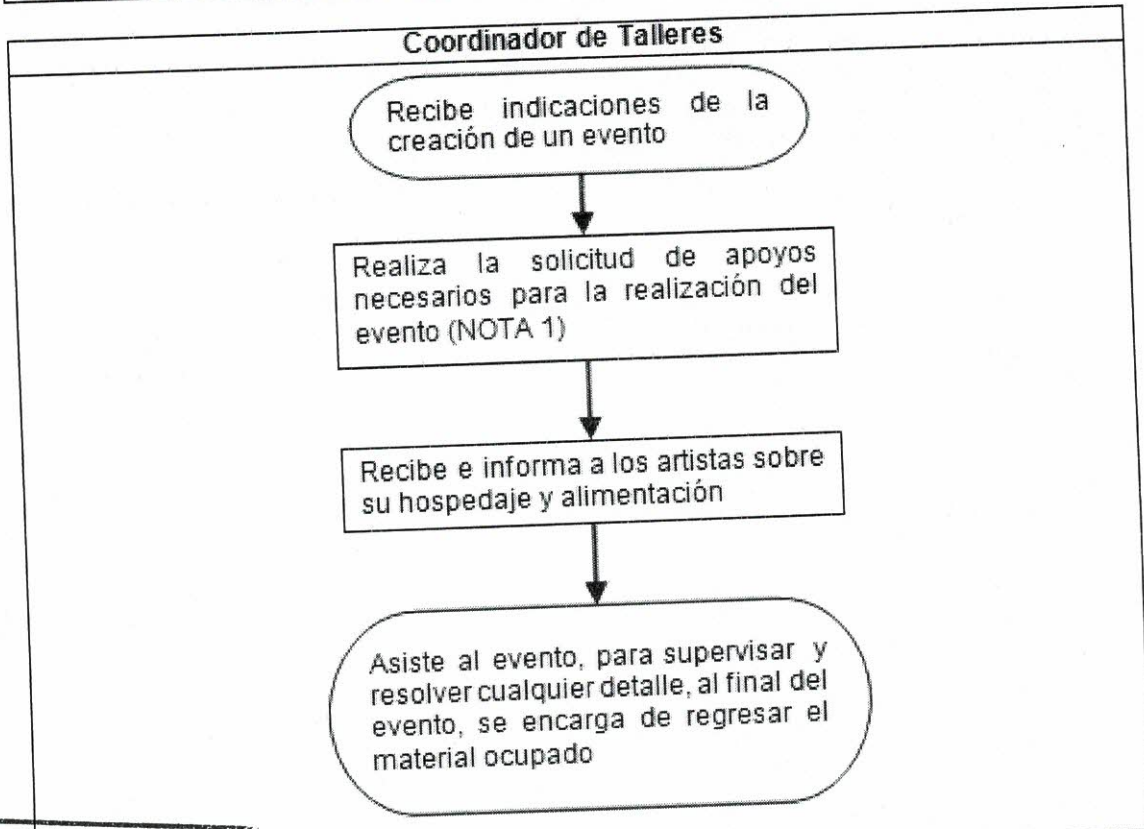 Coordinador de Talleres
Recibe indicaciones de la
creación de un evento
Realiza la solicitud de apoyos
necesarios para la realización del
evento (NOTA 1)
Recibe e informa a los artistas sobre
su hospedaje y alimentación
Asiste al evento, para supervisar y
resolver cualquier detalle, al final del
evento, se encarga de regresar el
material ocupado